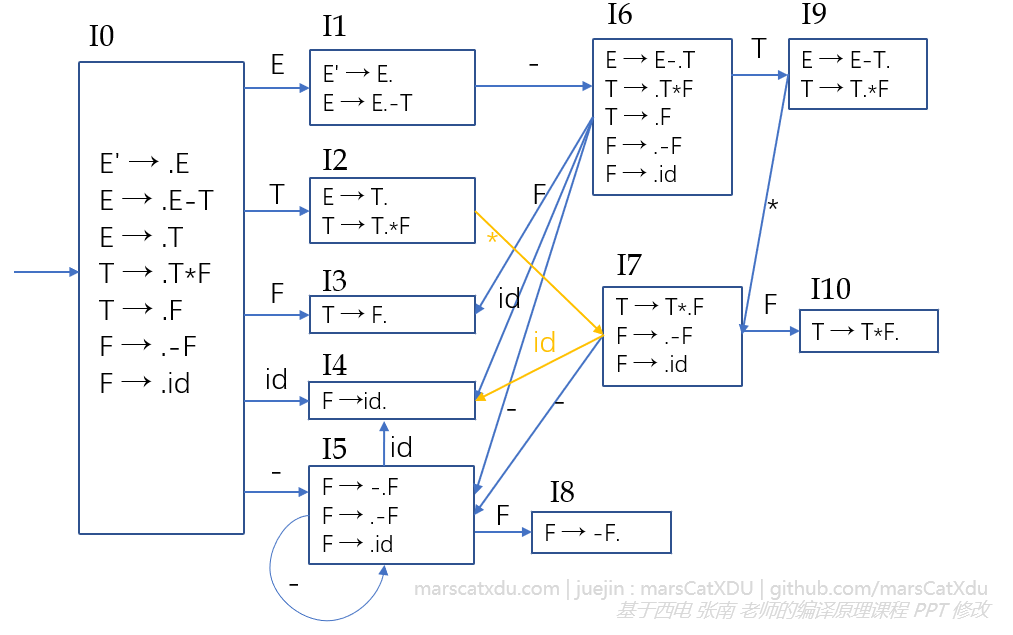 I0
E' → .E
E → .E-T
E → .T
T → .T*F
T → .F
F → .-F
F → .id
E
T
F
id
-
I1
E' → E.
E → E.-T
-
I2
E → T.
T → T.*F
*
I3
T → F.
I4
F →id.
id
I5
F → -.F
F → .-F
F → .id
-
F
I8
F → -F.
I6
E → E-.T
T → .T*F
T → .F
F → .-F
F → .id
T
F
id
-
I9
E → E-T.
T → T.*F
*
I7
T → T*.F
F → .-F
F → .id
id
-
F
I10
T → T*F.
marscatxdu.com | juejin : marsCatXDU | github.com/marsCatXdu
基于西电 张南 老师的编译原理课程 PPT 修改